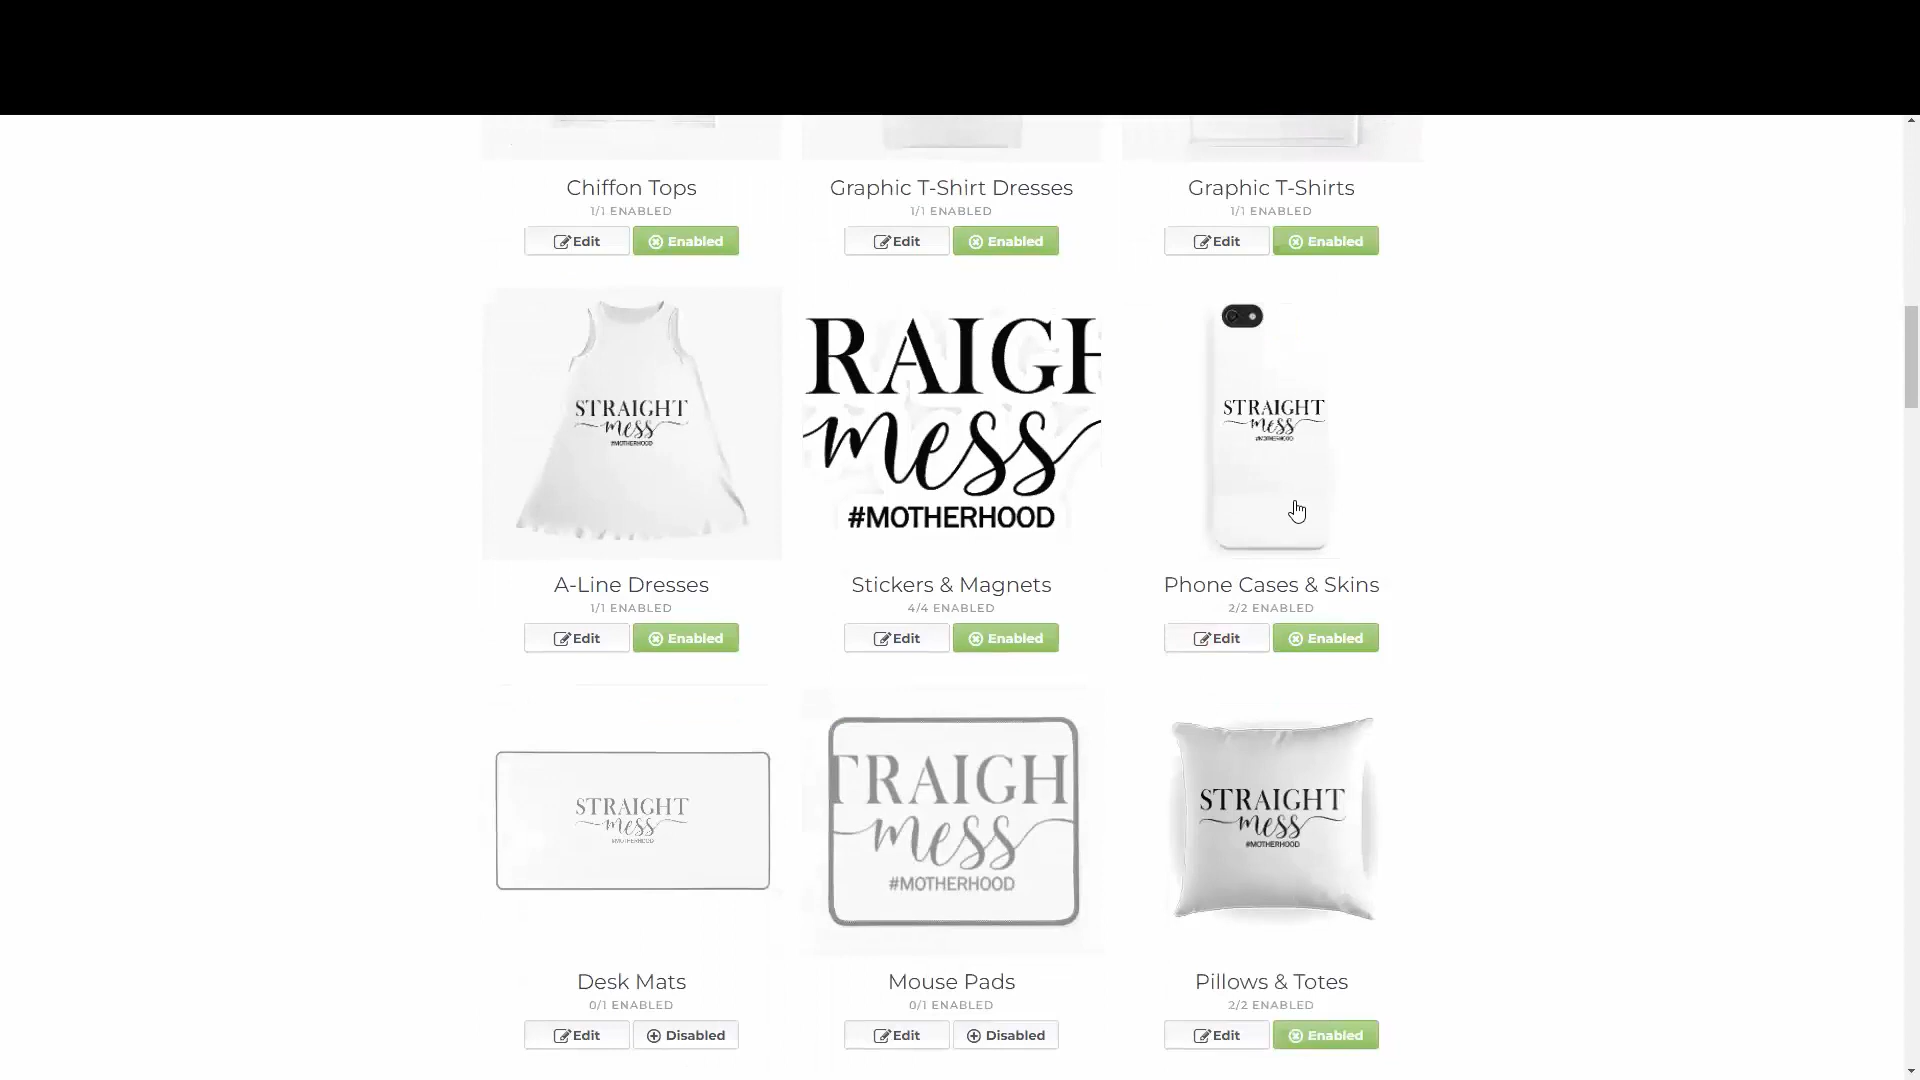 Chiffon Tops
1/1 ENABLED
Edit
Enabled
Graphic T-Shirt Dresses
1/1 ENABLED
Edit
Enabled
Graphic T-Shirts
1/1 ENABLED
Edit
Enabled
STRAIGHT
mess
#MOTHERHOOD
A-Line Dresses
1/1 ENABLED
Edit
Enabled
RAIGH
mess
#MOTHERHOOD
Stickers & Magnets
4/4 ENABLED
Edit
Enabled
STRAIGHT
mess
#MOTHERHOOD
Phone Cases & Skins
2/2 ENABLED
Edit
Enabled
STRAIGHT
mess
#MOTHERHOOD
Desk Mats
0/1 ENABLED
Edit
Disabled
TRAIGH
mess
#MOTHERHOOD
Mouse Pads
0/1 ENABLED
Edit
Disabled
STRAIGHT
mess
#MOTHERHOOD
Pillows & Totes
2/2 ENABLED
Edit
Enabled